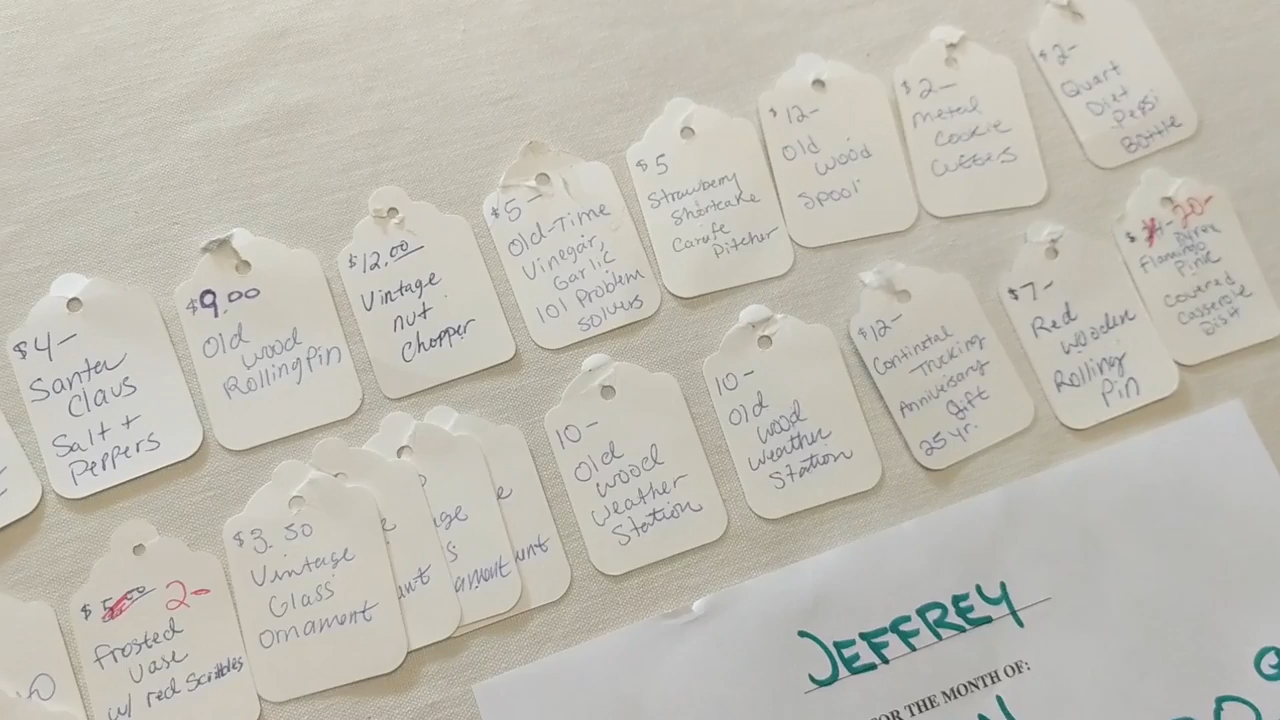 $4-
Santa
Claus
Salt +
Peppers
$9.00
Old
wood
Rolling Pin
$12.00
Vintage
nut
Chopper
$5-
Old-Time
Vinegar,
Garlic
101 Problem
Solvers
$5
Strawberry
Shortcake
Carafe
Pitcher
$12-
Old
wood
Spool
$2-
metal
Cookie
Cutters
$2-
Quart
Diet
Pepsi
Bottle
$5.00 2-
frosted
vase
w/ red Scribbles
$3.50
Vintage
Glass
Ornament
10-
Old
wood
weather
Station
10-
Old
wood
weather
Station
$12-
Continetal
Trucking
Anniversary
gift
25 yr.
$7-
Red
Wooden
Rolling
Pin
20-
Pyrex
Flamingo
Pink
Covered
Casserole
Dish
JEFFREY
FOR THE MONTH OF: